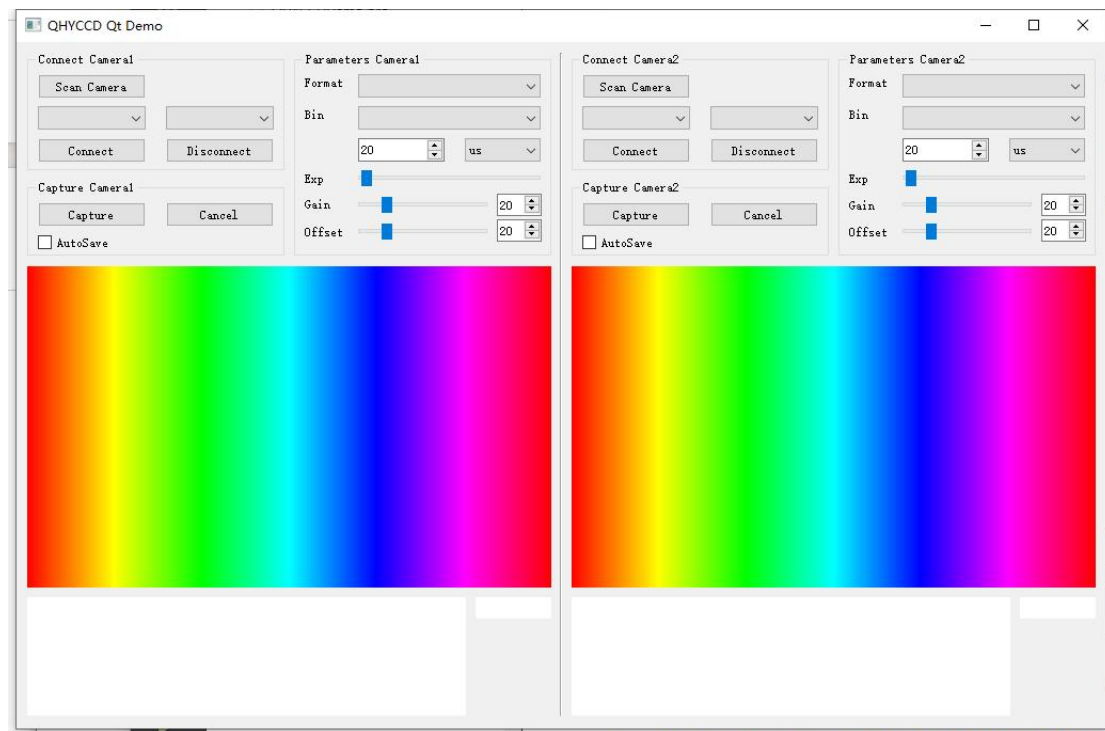 QHYCCD Qt Demo
Connect Camera1
Scan Camera
Connect Disconnect
Capture Camera1
Capture Cancel
AutoSave
Parameters Camera1
Format
Bin
20 us
Exp
Gain 20
Offset 20
Connect Camera2
Scan Camera
Connect Disconnect
Capture Camera2
Capture Cancel
AutoSave
Parameters Camera2
Format
Bin
20 us
Exp
Gain 20
Offset 20